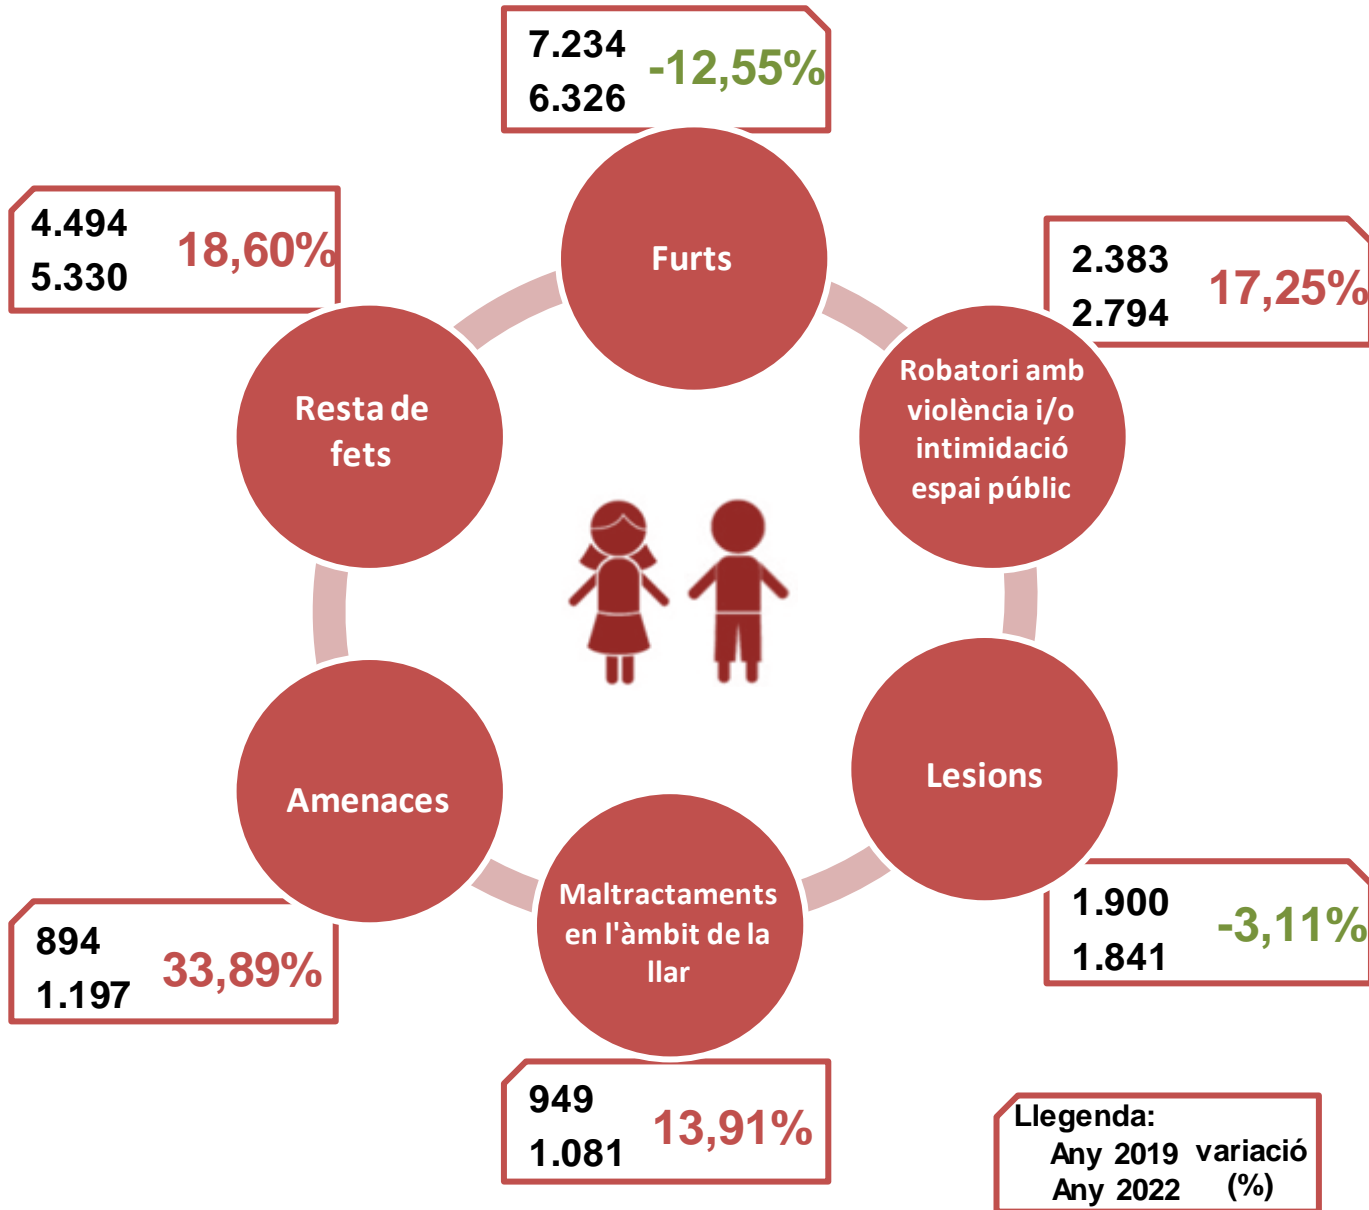 7.234
6.326
-12,55%
Furts
2.383
2.794
17,25%
Robatori amb
violència i/o
intimidació
espai públic
1.900
1.841
-3,11%
Lesions
949
1.081
13,91%
Maltractaments
en l'àmbit de la
llar
894
1.197
33,89%
Amenaces
4.494
5.330
18,60%
Resta de
fets
Llegenda:
Any 2019
Any 2022
variació
(%)